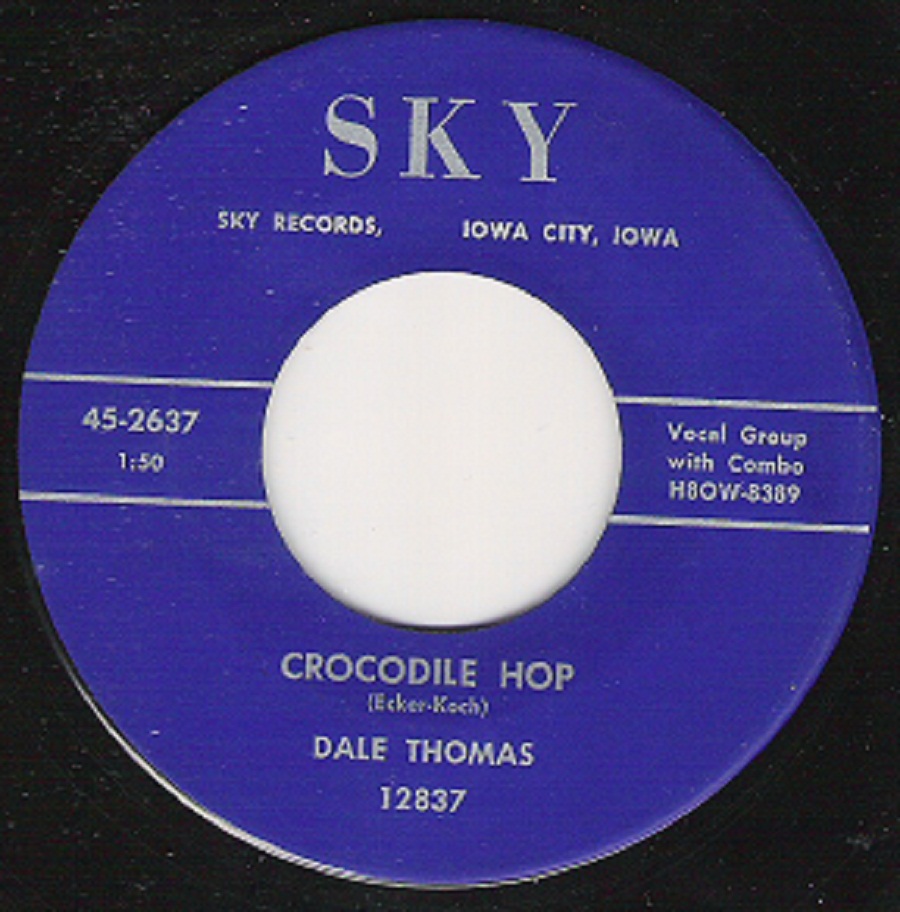 SKY
SKY RECORDS, IOWA CITY, IOWA
45-2637
1:50
Vocal Group
with Combo
H8OW-8389
CROCODILE HOP
(Ecker-Koch)
DALE THOMAS
12837